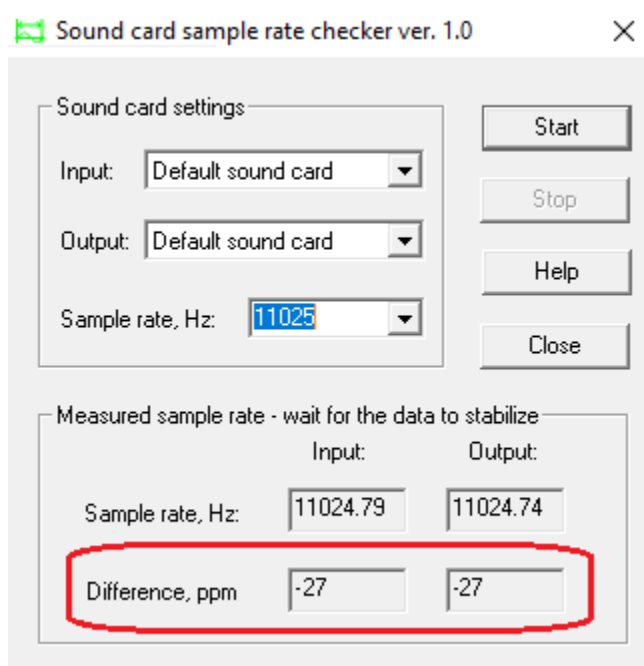 Sound card sample rate checker ver. 1.0
Sound card settings
Start
Input: Default sound card
Stop
Output: Default sound card
Help
Sample rate, Hz: 11025
Close
Measured sample rate - wait for the data to stabilize
Input: Output:
Sample rate, Hz: 11024.79 11024.74
Difference, ppm -27 -27